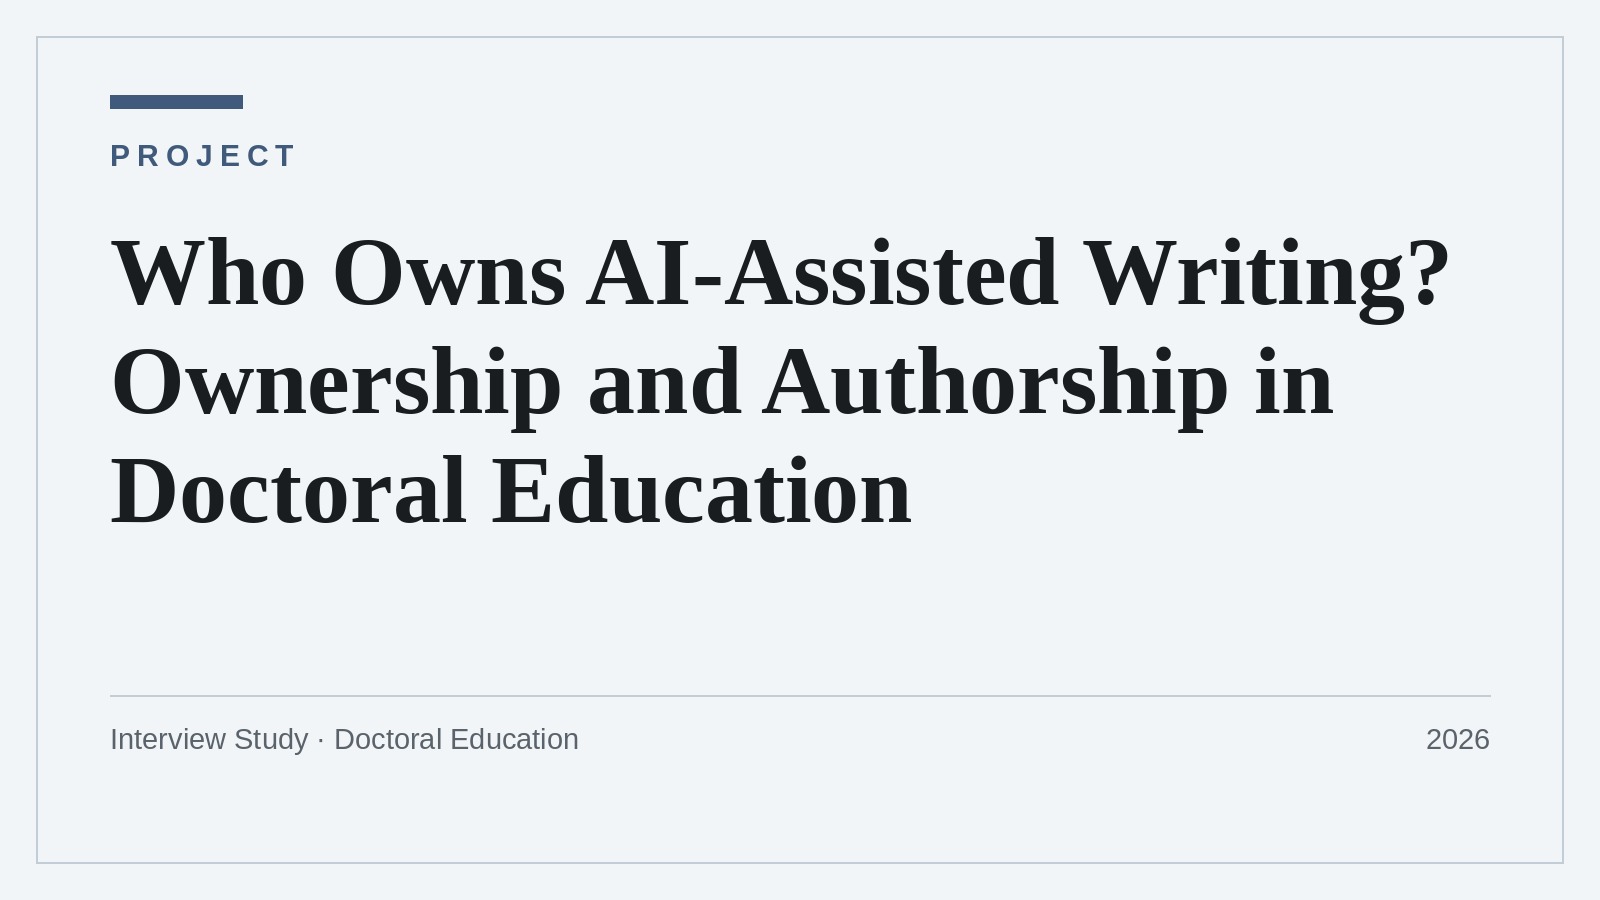 PROJECT
Who Owns AI-Assisted Writing?
Ownership and Authorship in
Doctoral Education
Interview Study · Doctoral Education
2026